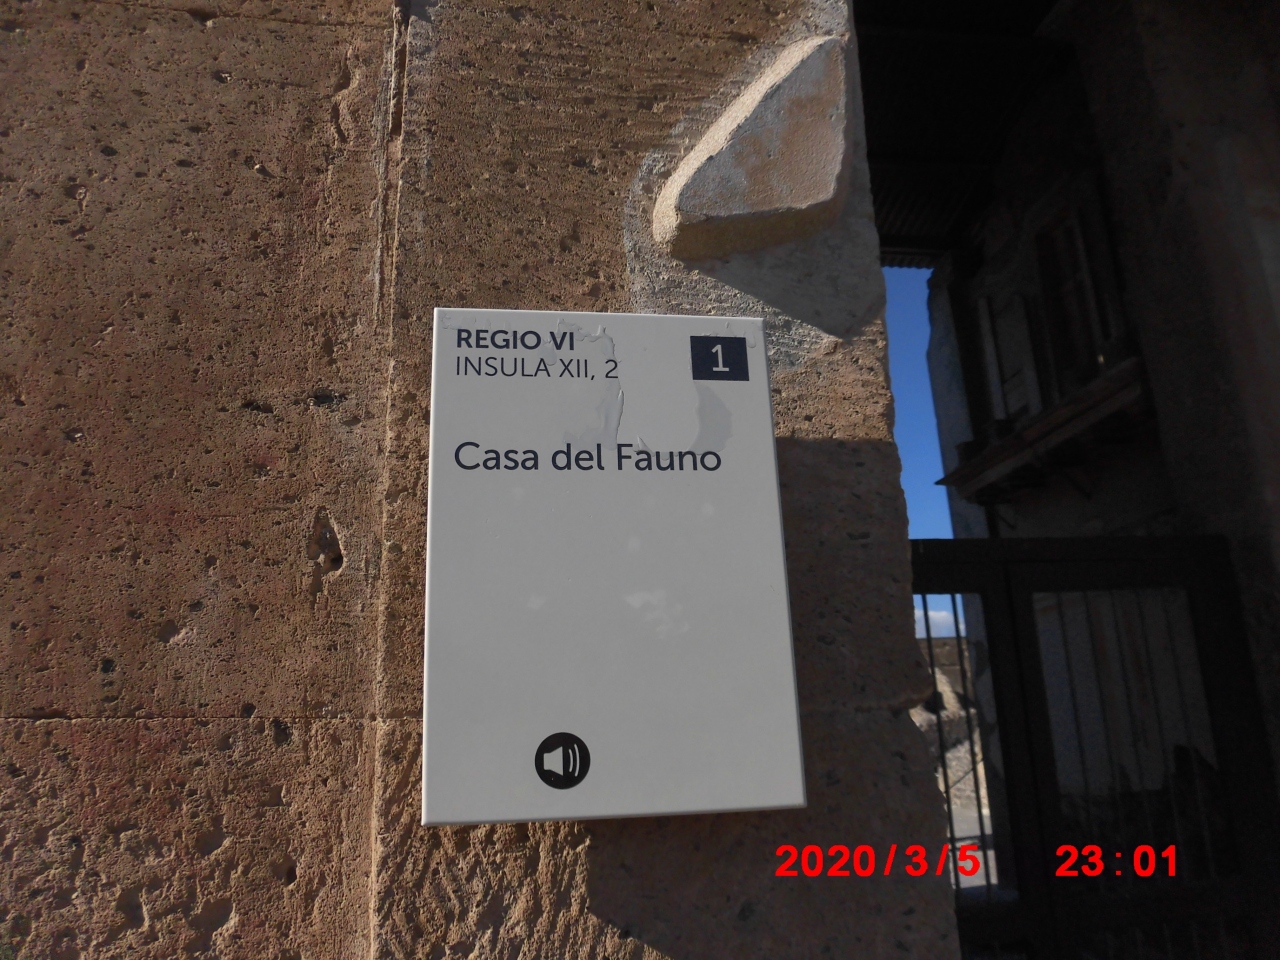 REGIO VI
INSULA XII, 2
1
Casa del Fauno
2020/3/5 23:01